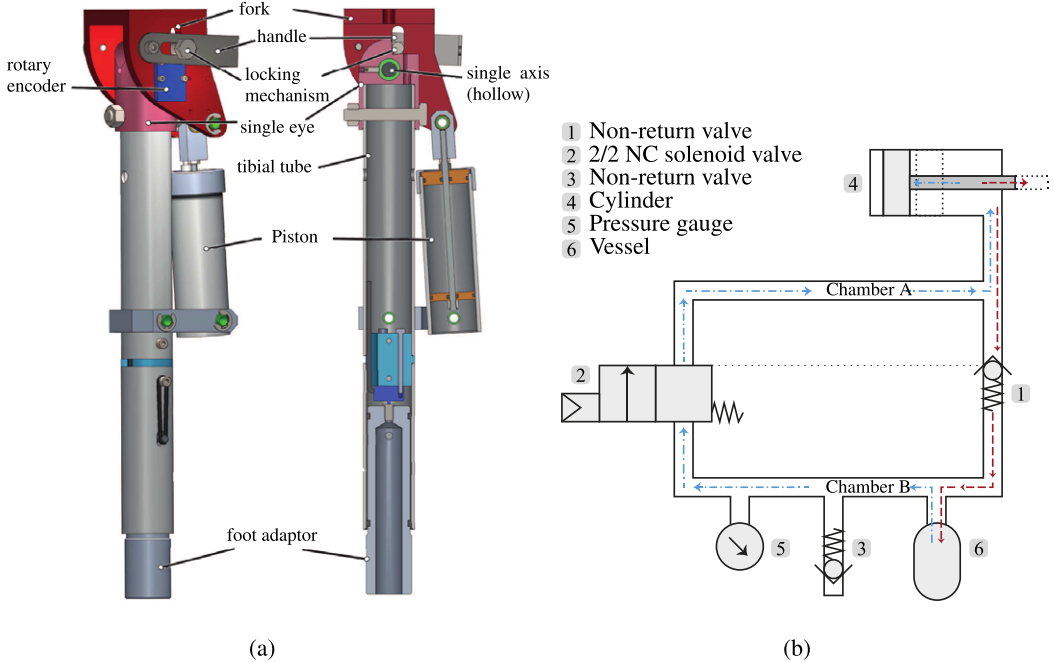 fork
handle
rotary
encoder
locking
mechanism
single axis
(hollow)
single eye
tibial tube
Piston
foot adaptor
(a)
1 Non-return valve
2 2/2 NC solenoid valve
3 Non-return valve
4 Cylinder
5 Pressure gauge
6 Vessel
4
Chamber A
2
1
Chamber B
5
3
6
(b)